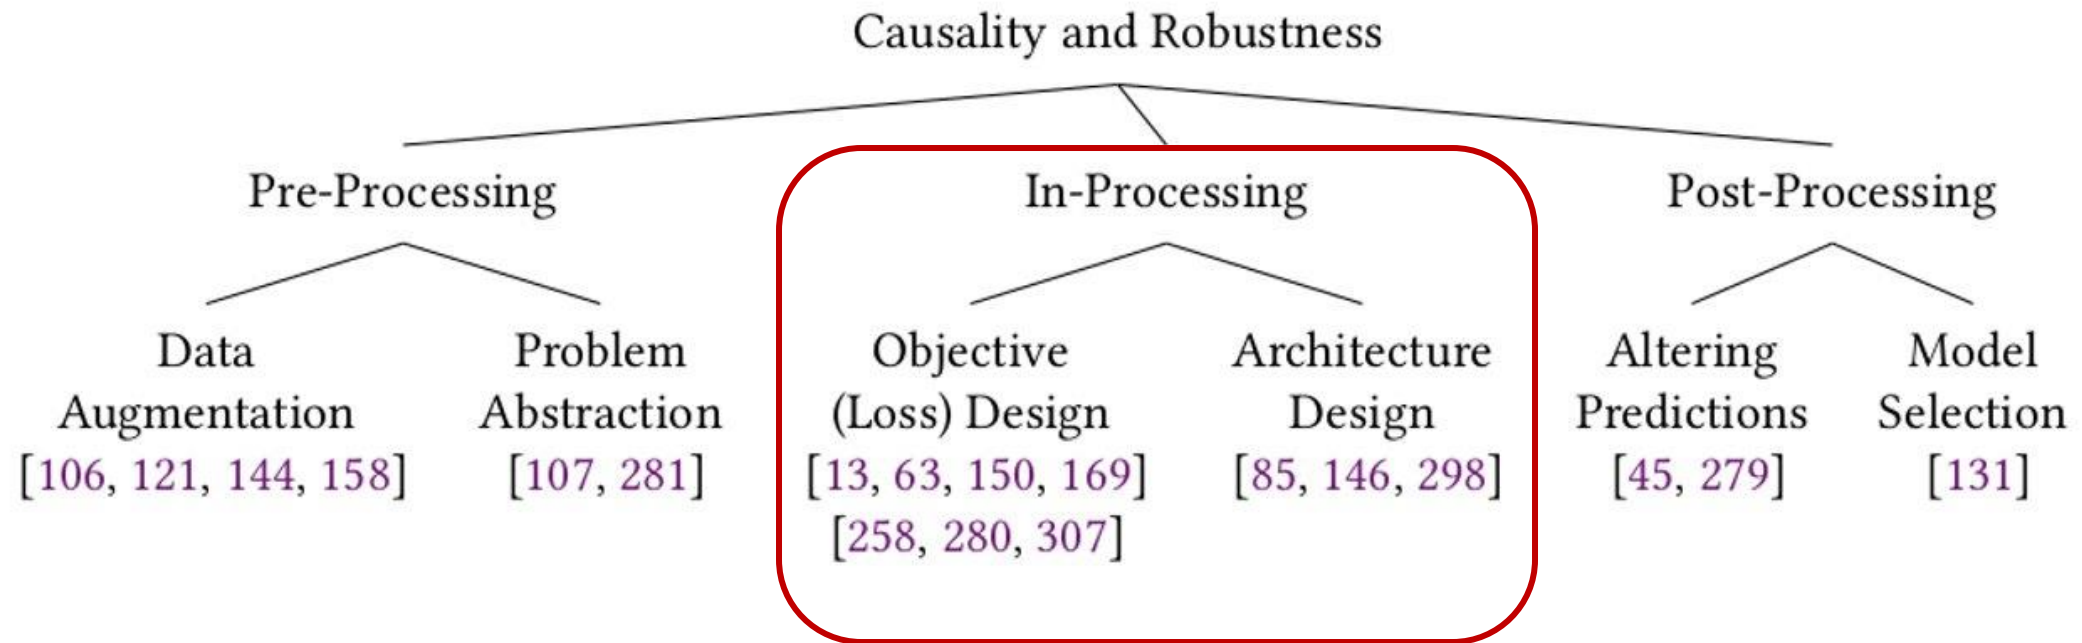 Causality and Robustness
Pre-Processing
In-Processing
Post-Processing
Data
Augmentation
[106, 121, 144, 158]
Problem
Abstraction
[107, 281]
Objective
(Loss) Design
[13, 63, 150, 169]
[258, 280, 307]
Architecture
Design
[85, 146, 298]
Altering
Predictions
[45, 279]
Model
Selection
[131]